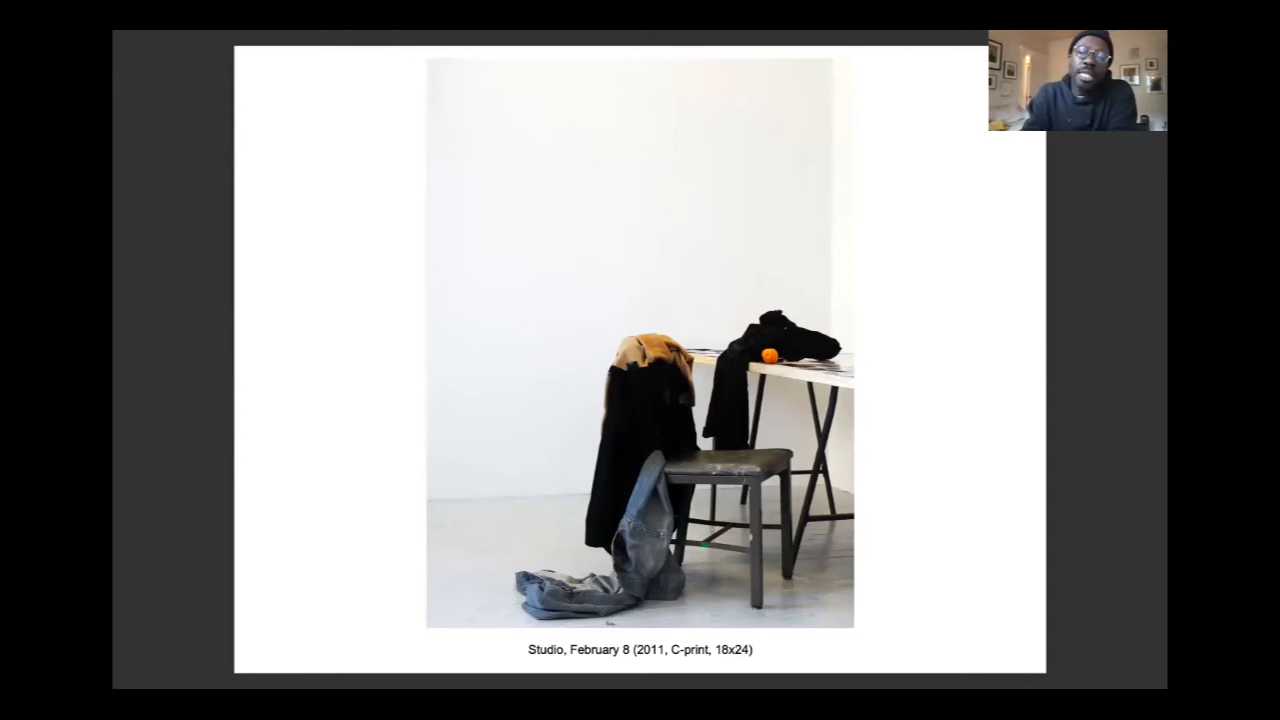 Studio, February 8 (2011, C-print, 18x24)